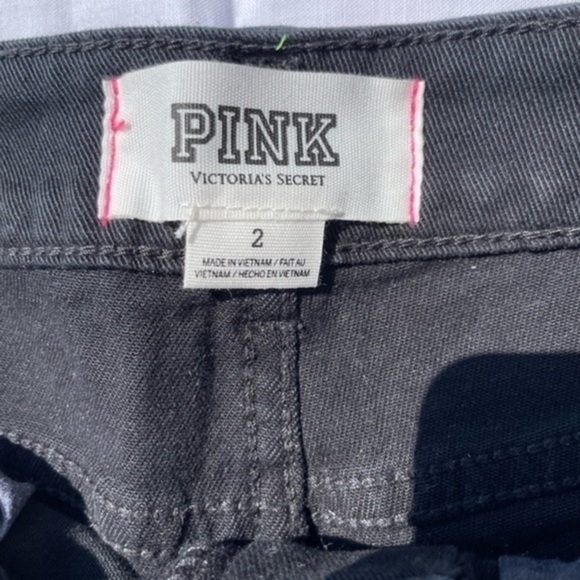 PINK
VICTORIA'S SECRET
2
MADE IN VIETNAM / FAIT AU
VIETNAM / HECHO EN VIETNAM